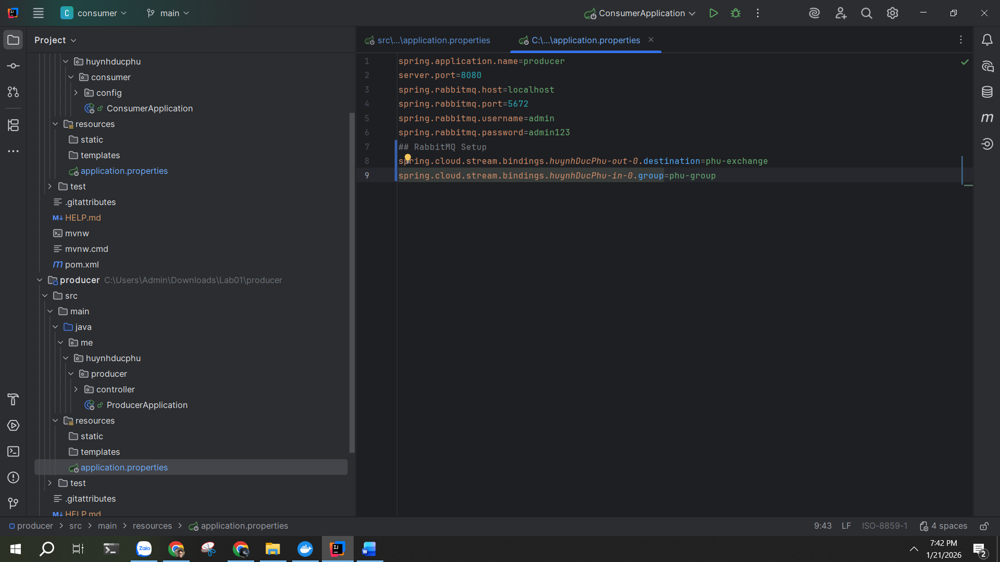 C consumer main ConsumerApplication
Project
src\...\application.properties C:\...\application.properties
huynhducphu
consumer
config
ConsumerApplication
resources
static
templates
application.properties
test
.gitattributes
M↓ HELP.md
mvnw
mvnw.cmd
m pom.xml
producer C:\Users\Admin\Downloads\Lab01\producer
src
main
java
me
huynhducphu
producer
controller
ProducerApplication
resources
static
templates
application.properties
test
.gitattributes
M↓ HELP.md
1 spring.application.name=producer
2 server.port=8080
3 spring.rabbitmq.host=localhost
4 spring.rabbitmq.port=5672
5 spring.rabbitmq.username=admin
6 spring.rabbitmq.password=admin123
7 ## RabbitMQ Setup
8 spring.cloud.stream.bindings.huynhDucPhu-out-0.destination=phu-exchange
9 spring.cloud.stream.bindings.huynhDucPhu-in-0.group=phu-group
m
producer > src > main > resources > application.properties 9:43 LF ISO-8859-1 4 spaces
Zalo
7:42 PM
1/21/2026
2